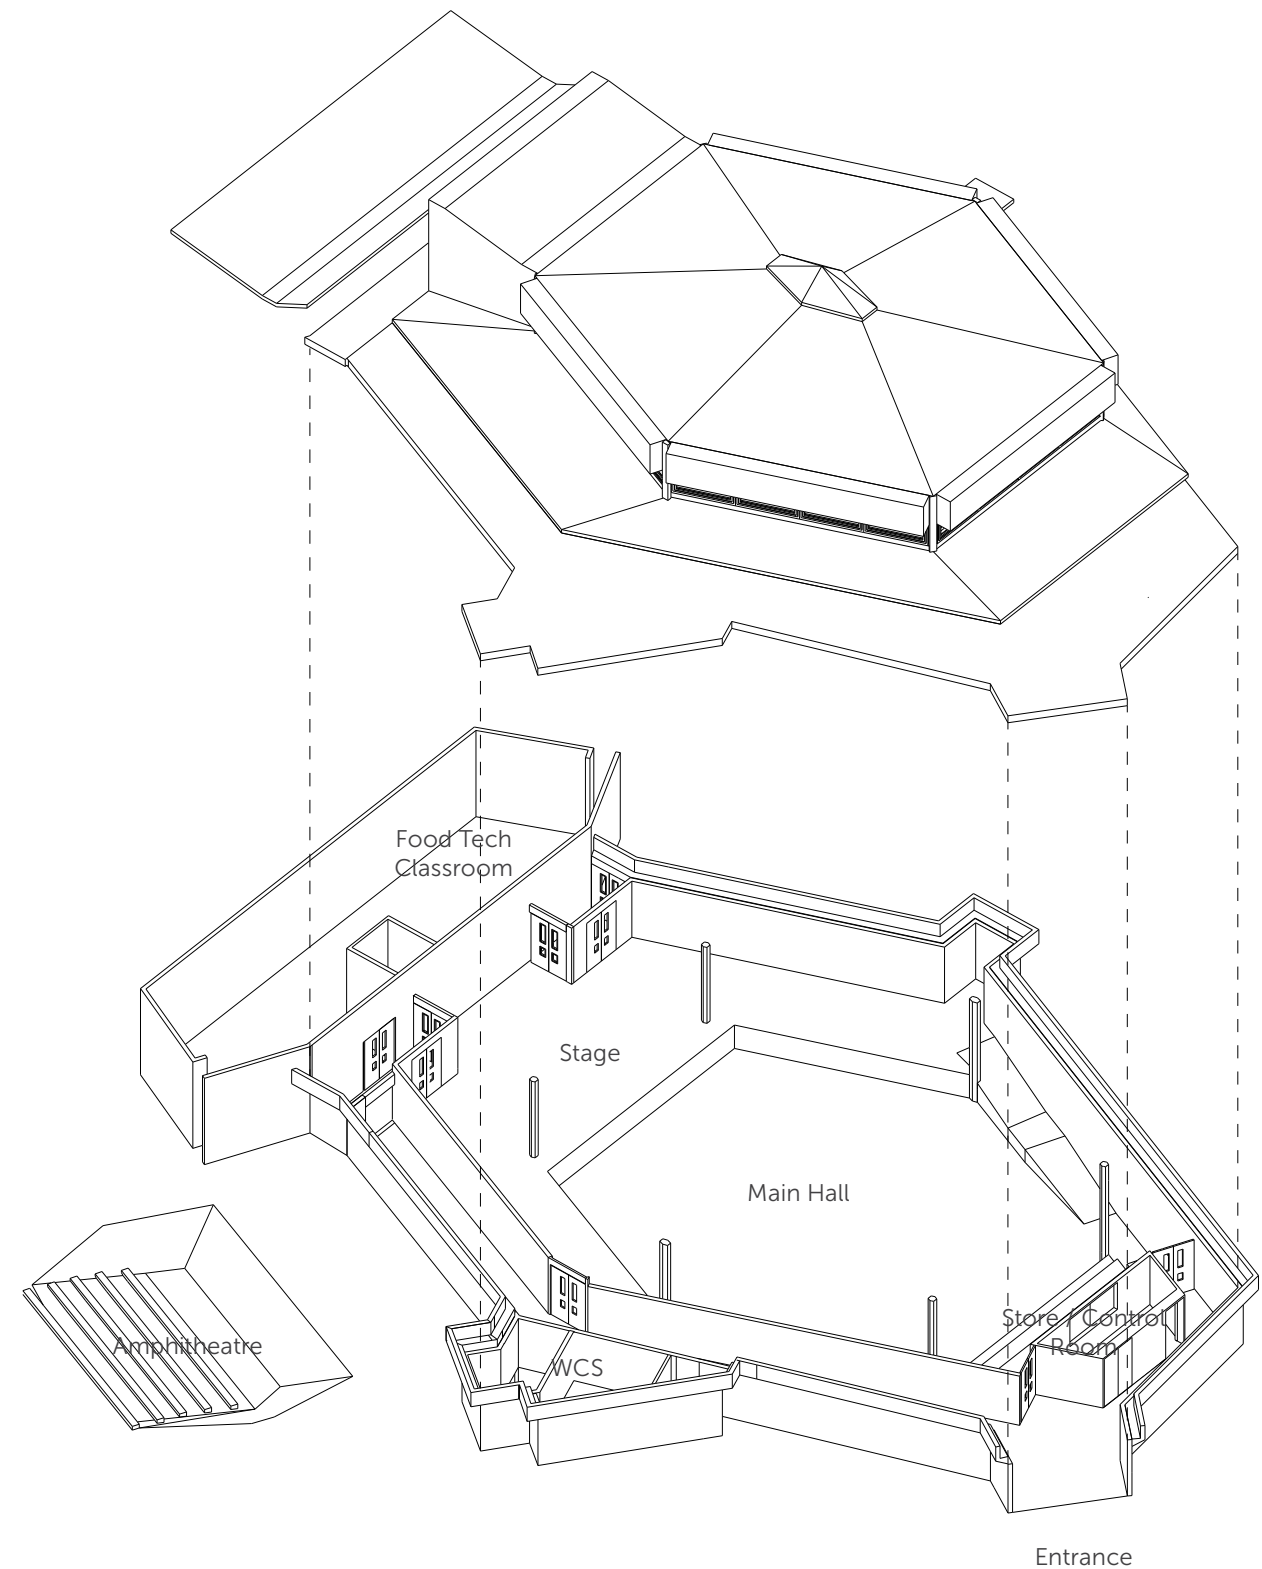 Food Tech
Classroom
Stage
Main Hall
Store / Control
Room
Amphitheatre
WCS
Entrance